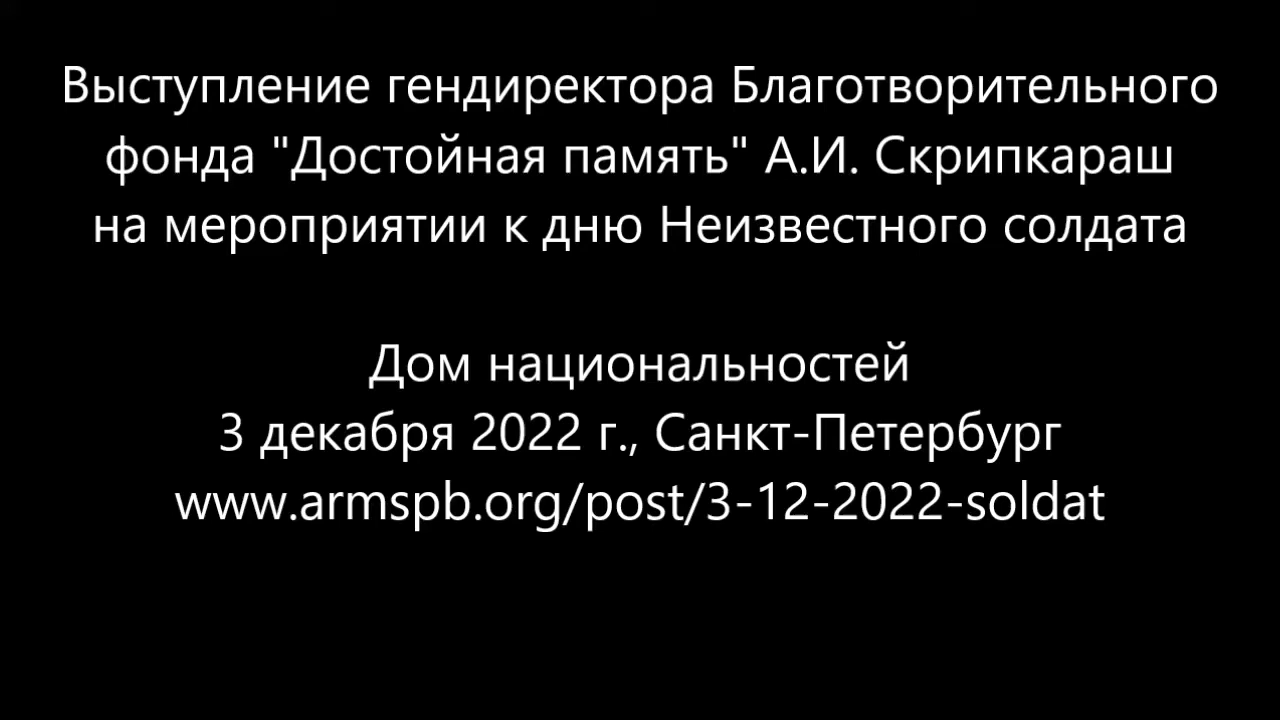 Выступление гендиректора Благотворительного
фонда "Достойная память" А.И. Скрипкараш
на мероприятии к дню Неизвестного солдата
Дом национальностей
3 декабря 2022 г., Санкт-Петербург
www.armspb.org/post/3-12-2022-soldat